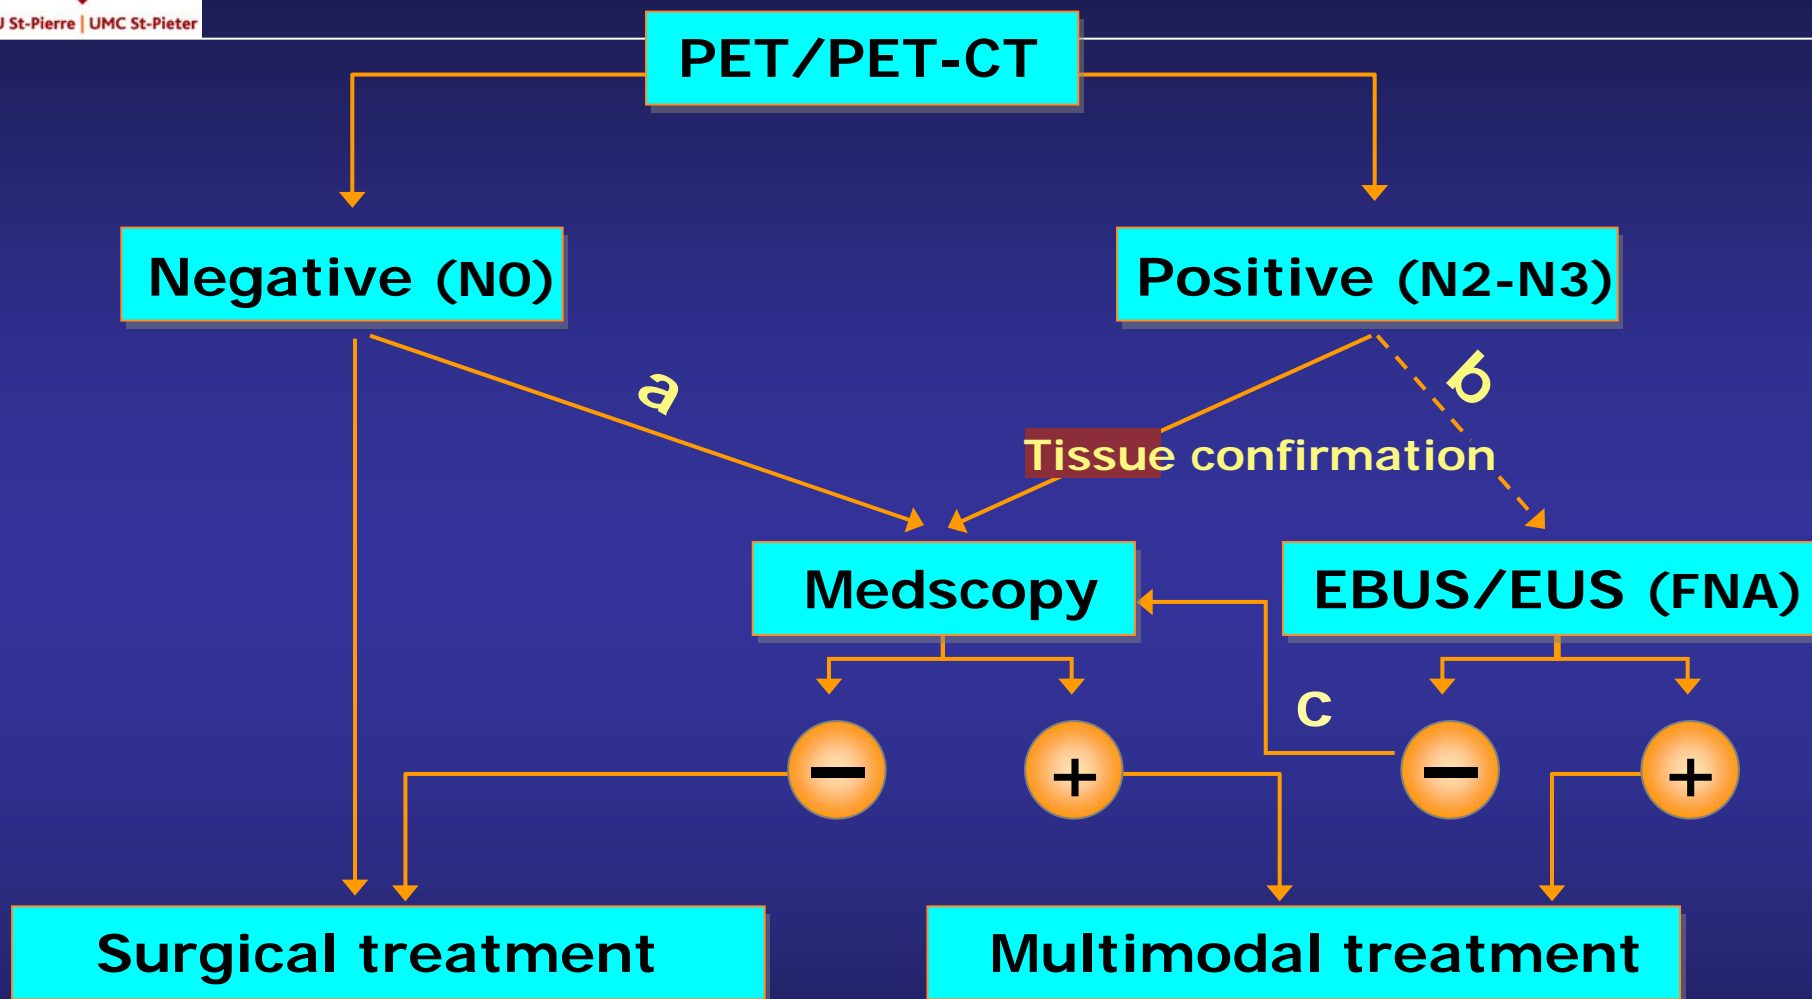 J St-Pierre | UMC St-Pieter
PET/PET-CT
Negative (N0)
Positive (N2-N3)
a
b
Tissue confirmation
Medscopy
EBUS/EUS (FNA)
c
− + − +
Surgical treatment
Multimodal treatment